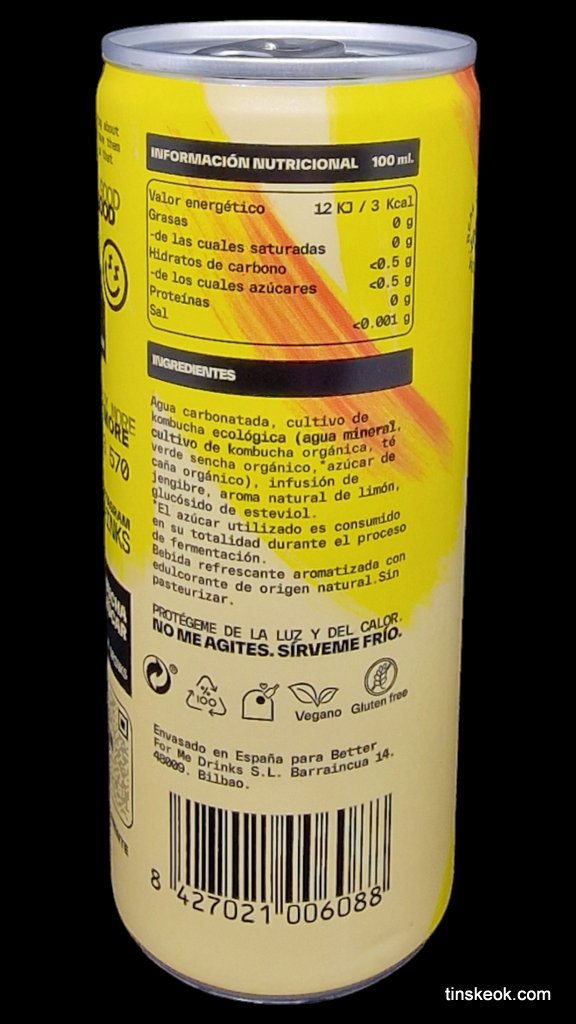 INFORMACIÓN NUTRICIONAL 100 ml.
Valor energético 12 KJ / 3 Kcal
Grasas 0 g
-de las cuales saturadas 0 g
Hidratos de carbono <0.5 g
-de los cuales azúcares <0.5 g
Proteínas 0 g
Sal <0.001 g
INGREDIENTES
Agua carbonatada, cultivo de
kombucha ecológica (agua mineral,
cultivo de kombucha orgánica, té
verde sencha orgánico,*azúcar de
caña orgánico), infusión de
jengibre, aroma natural de limón,
glucósido de esteviol.
*El azúcar utilizado es consumido
en su totalidad durante el proceso
de fermentación.
Bebida refrescante aromatizada con
edulcorante de origen natural.Sin
pasteurizar.
PROTÉGEME DE LA LUZ Y DEL CALOR.
NO ME AGITES. SÍRVEME FRÍO.
% 100
Vegano
Gluten free
Envasado en España para Better
For Me Drinks S.L. Barraincua 14.
48009. Bilbao.
8 427021 006088
about
them
that
570
tinskeok.com